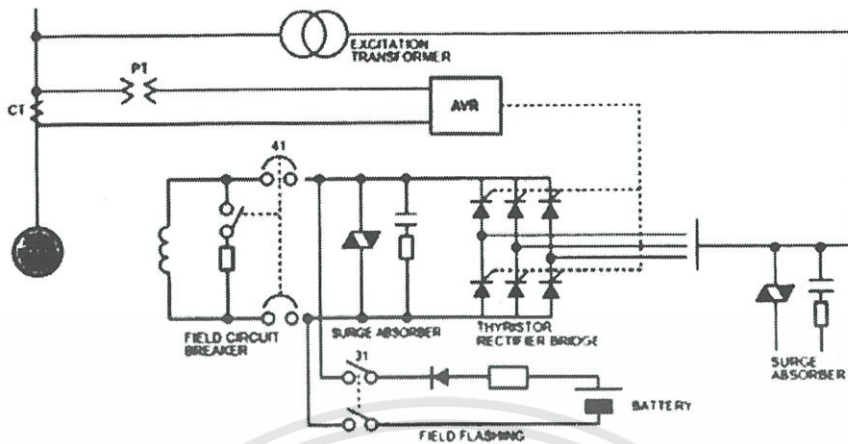 EXCITATION
TRANSFORMER
PT
CT
AVR
41
FIELD CIRCUIT
BREAKER
SURGE ABSORBER
THYRISTOR
RECTIFIER BRIDGE
SURGE
ABSORBER
31
BATTERY
FIELD FLASHING